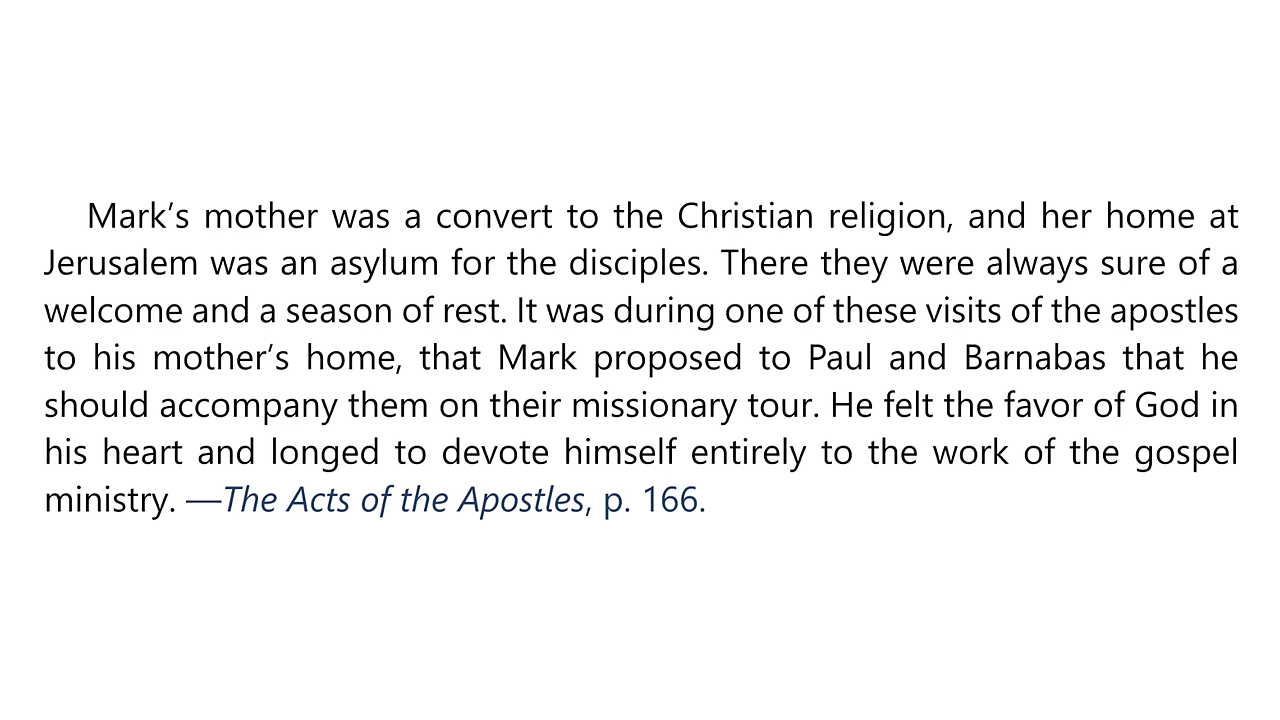 Mark’s mother was a convert to the Christian religion, and her home at
Jerusalem was an asylum for the disciples. There they were always sure of a
welcome and a season of rest. It was during one of these visits of the apostles
to his mother’s home, that Mark proposed to Paul and Barnabas that he
should accompany them on their missionary tour. He felt the favor of God in
his heart and longed to devote himself entirely to the work of the gospel
ministry. —The Acts of the Apostles, p. 166.